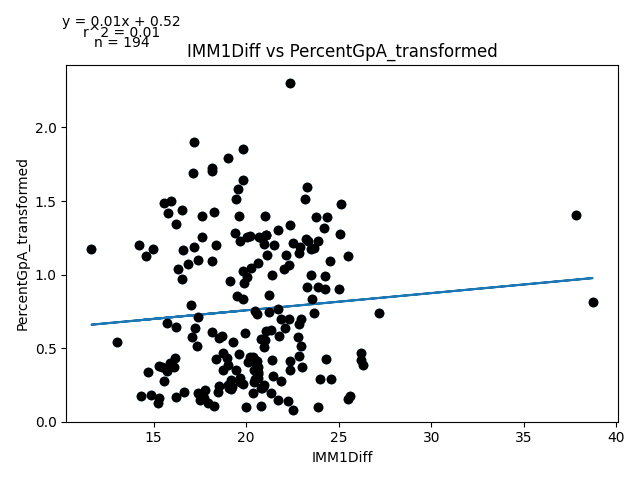 y = 0.01x + 0.52
r^2 = 0.01
n = 194
IMM1Diff vs PercentGpA_transformed
PercentGpA_transformed
2.0
1.5
1.0
0.5
0.0
15 20 25 30 35 40
IMM1Diff